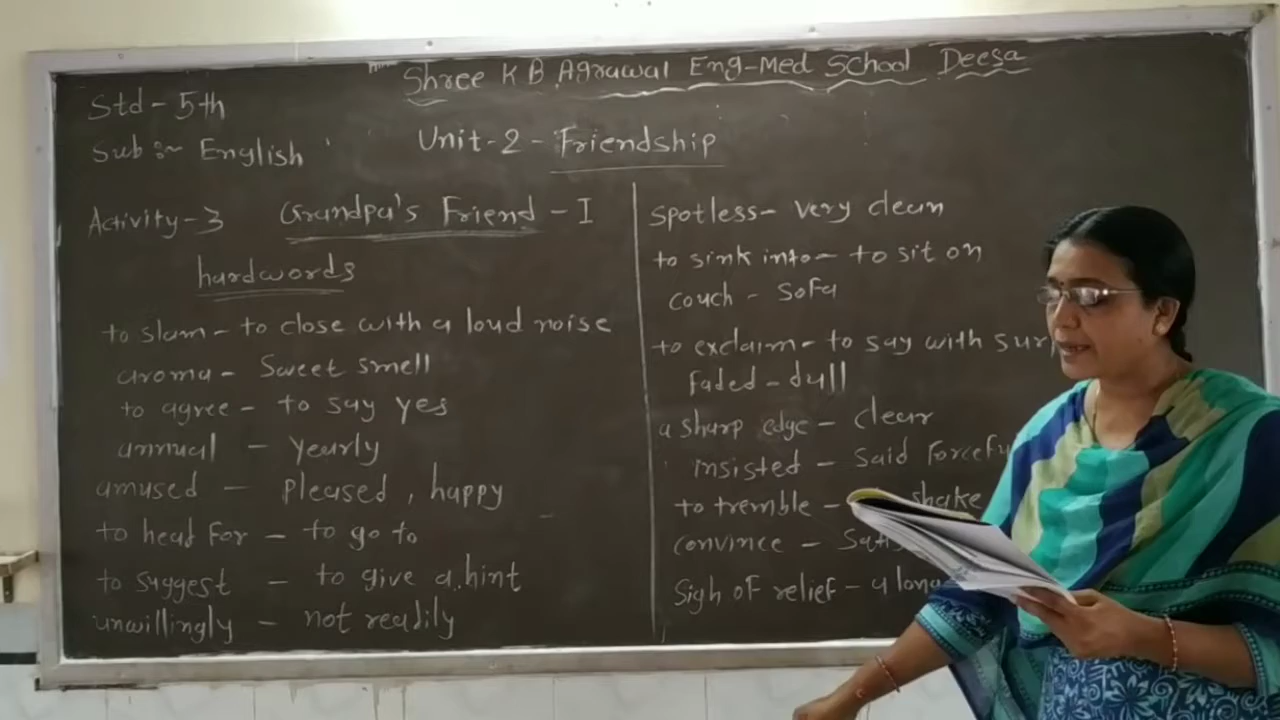 Shree K B Agrawal Eng-Med School Deesa
Std - 5th
Sub :- English
Unit-2 - Friendship
Activity-3 Grandpa's Friend - I
hardwords
to slam - to close with a loud noise
aroma - Sweet smell
to agree - to say yes
annual - yearly
amused - pleased, happy
to head for - to go to
to suggest - to give a hint
unwillingly - not readily
Spotless - very clean
to sink into - to sit on
couch - sofa
to exclaim - to say with
faded - dull
a sharp edge - clear
insisted - said
to tremble - shake
convince -
Sigh of relief - a long